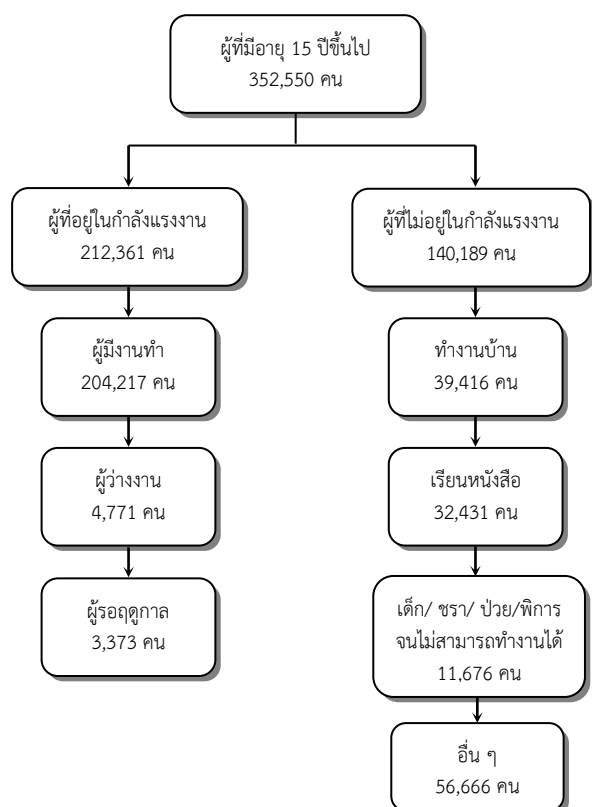 ผู้ที่มีอายุ 15 ปีขึ้นไป
352,550 คน
ผู้ที่อยู่ในกำลังแรงงาน
212,361 คน
ผู้ที่ไม่อยู่ในกำลังแรงงาน
140,189 คน
ผู้มีงานทำ
204,217 คน
ทำงานบ้าน
39,416 คน
ผู้ว่างงาน
4,771 คน
เรียนหนังสือ
32,431 คน
ผู้รอฤดูกาล
3,373 คน
เด็ก/ ชรา/ ป่วย/พิการ
จนไม่สามารถทำงานได้
11,676 คน
อื่น ๆ
56,666 คน